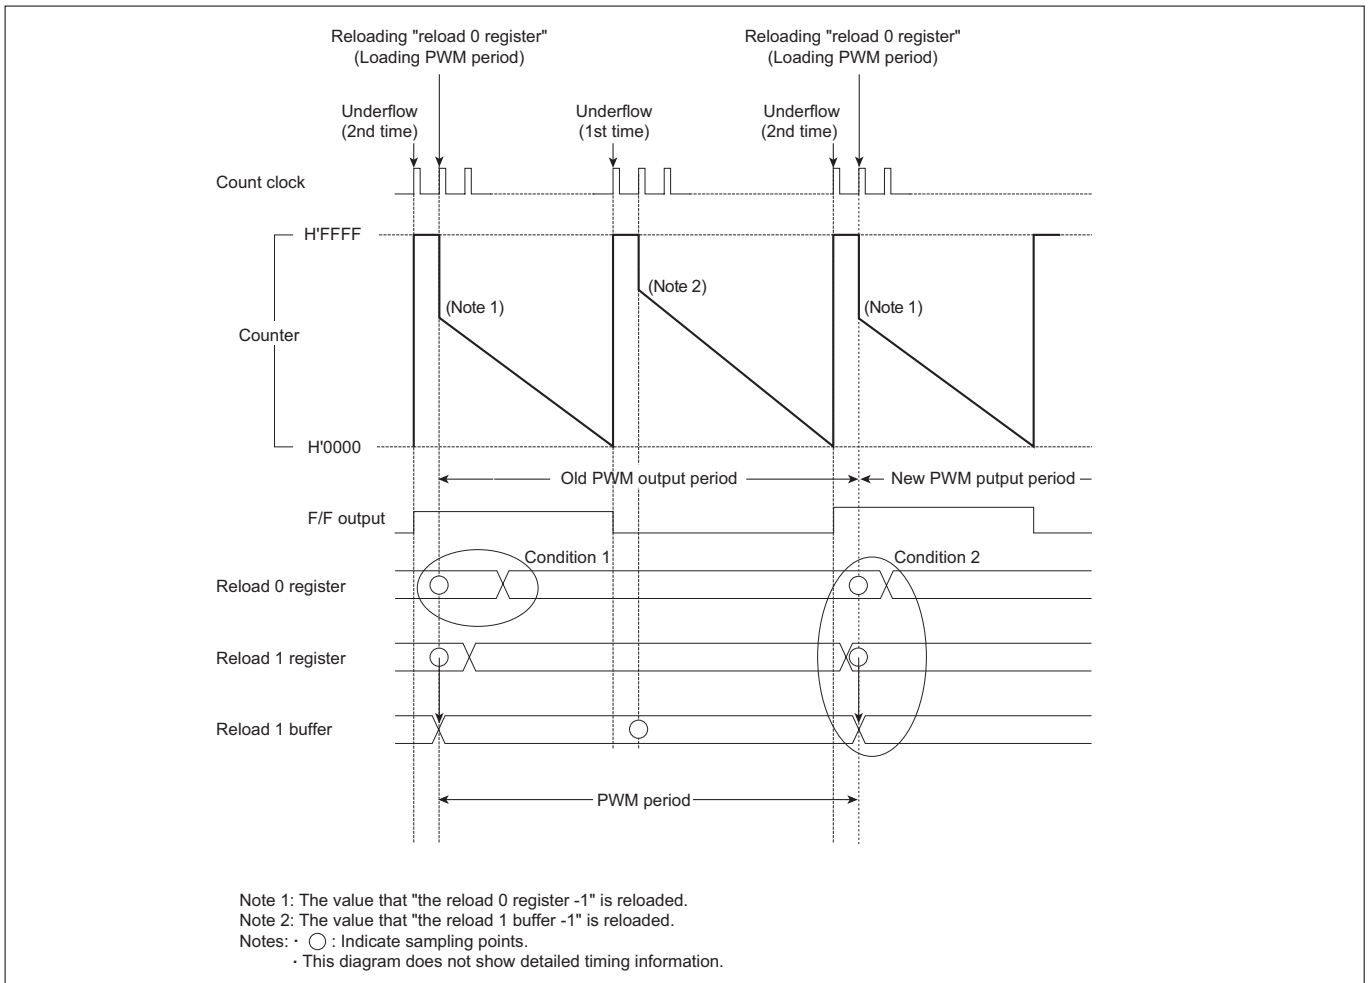 Reloading "reload 0 register"
(Loading PWM period)
Reloading "reload 0 register"
(Loading PWM period)
Underflow
(2nd time)
Underflow
(1st time)
Underflow
(2nd time)
Count clock
H'FFFF
(Note 1)
(Note 2)
(Note 1)
Counter
H'0000
Old PWM output period
New PWM putput period
F/F output
Condition 1
Condition 2
Reload 0 register
Reload 1 register
Reload 1 buffer
PWM period
Note 1: The value that "the reload 0 register -1" is reloaded.
Note 2: The value that "the reload 1 buffer -1" is reloaded.
Notes: · ○ : Indicate sampling points.
· This diagram does not show detailed timing information.